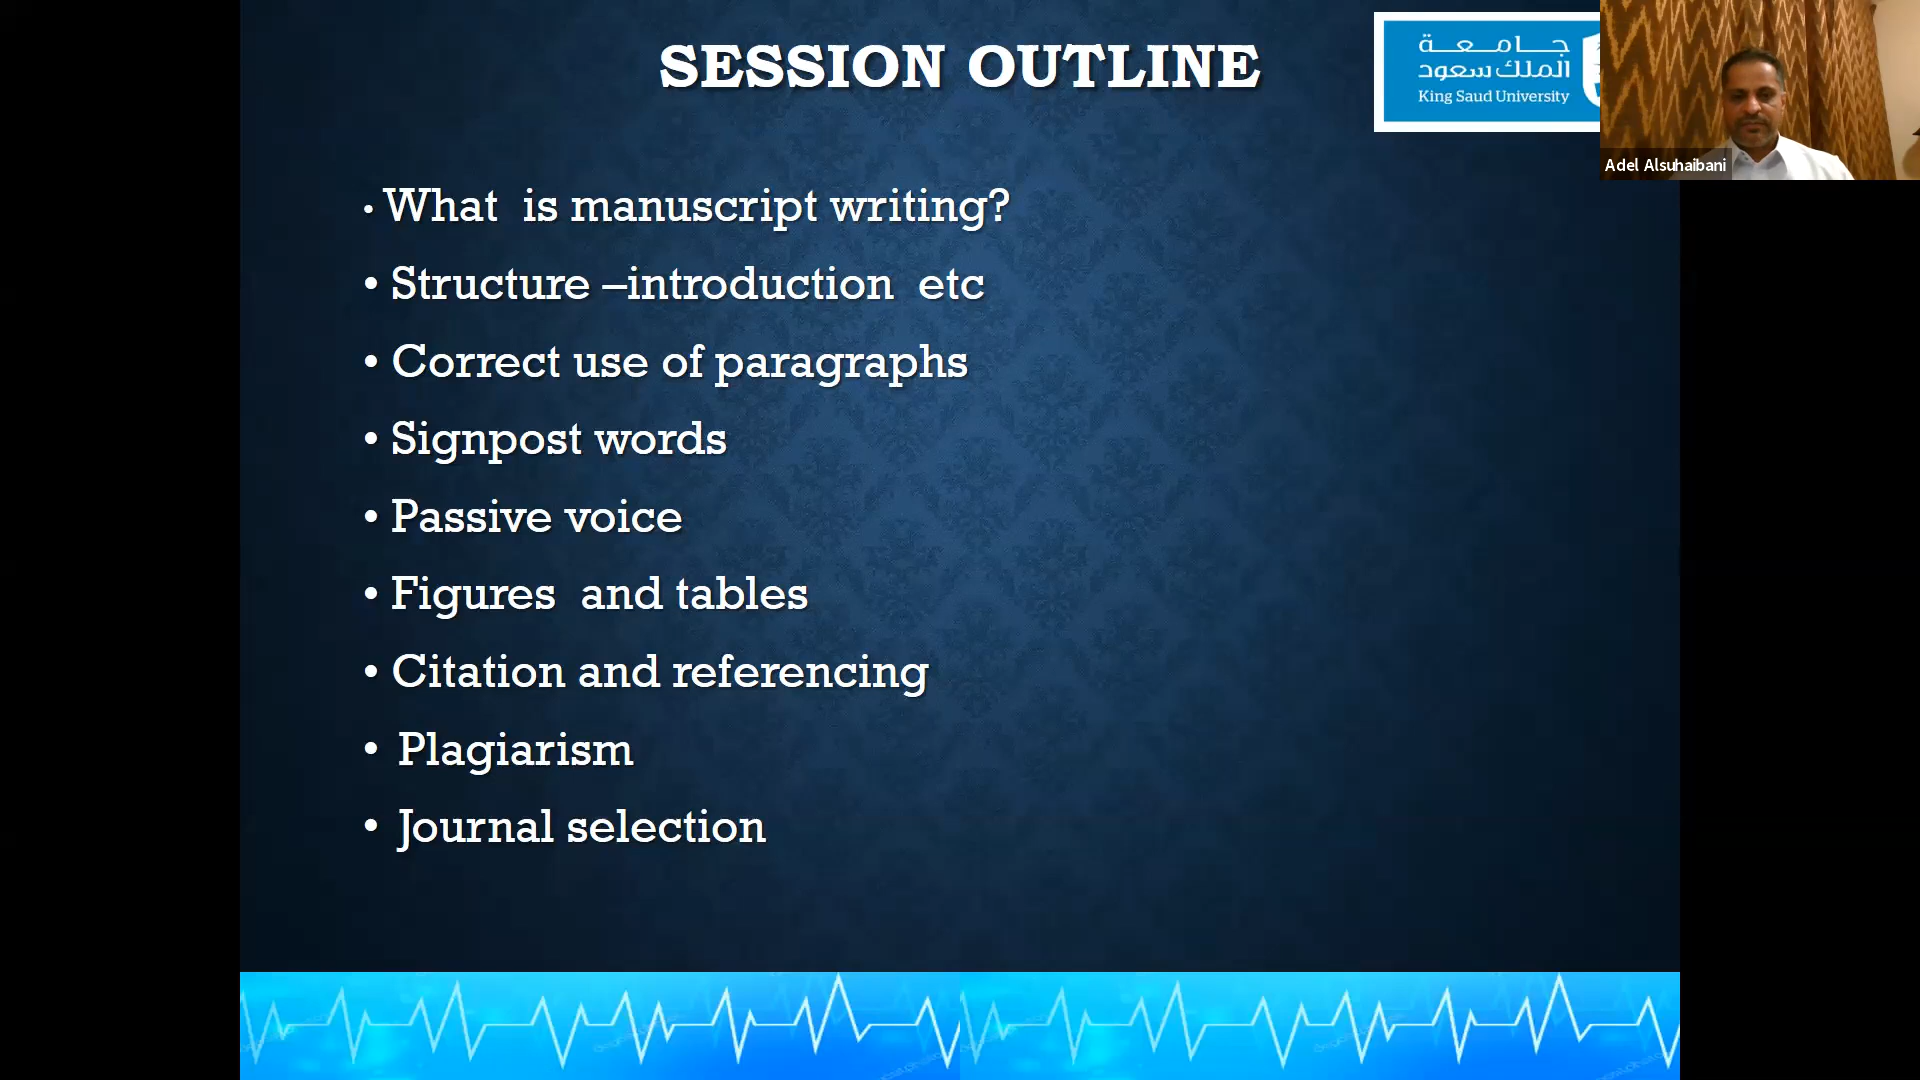 SESSION OUTLINE
جامعة
الملك سعود
King Saud University
Adel Alsuhaibani
• What is manuscript writing?
• Structure –introduction etc
• Correct use of paragraphs
• Signpost words
• Passive voice
• Figures and tables
• Citation and referencing
• Plagiarism
• Journal selection